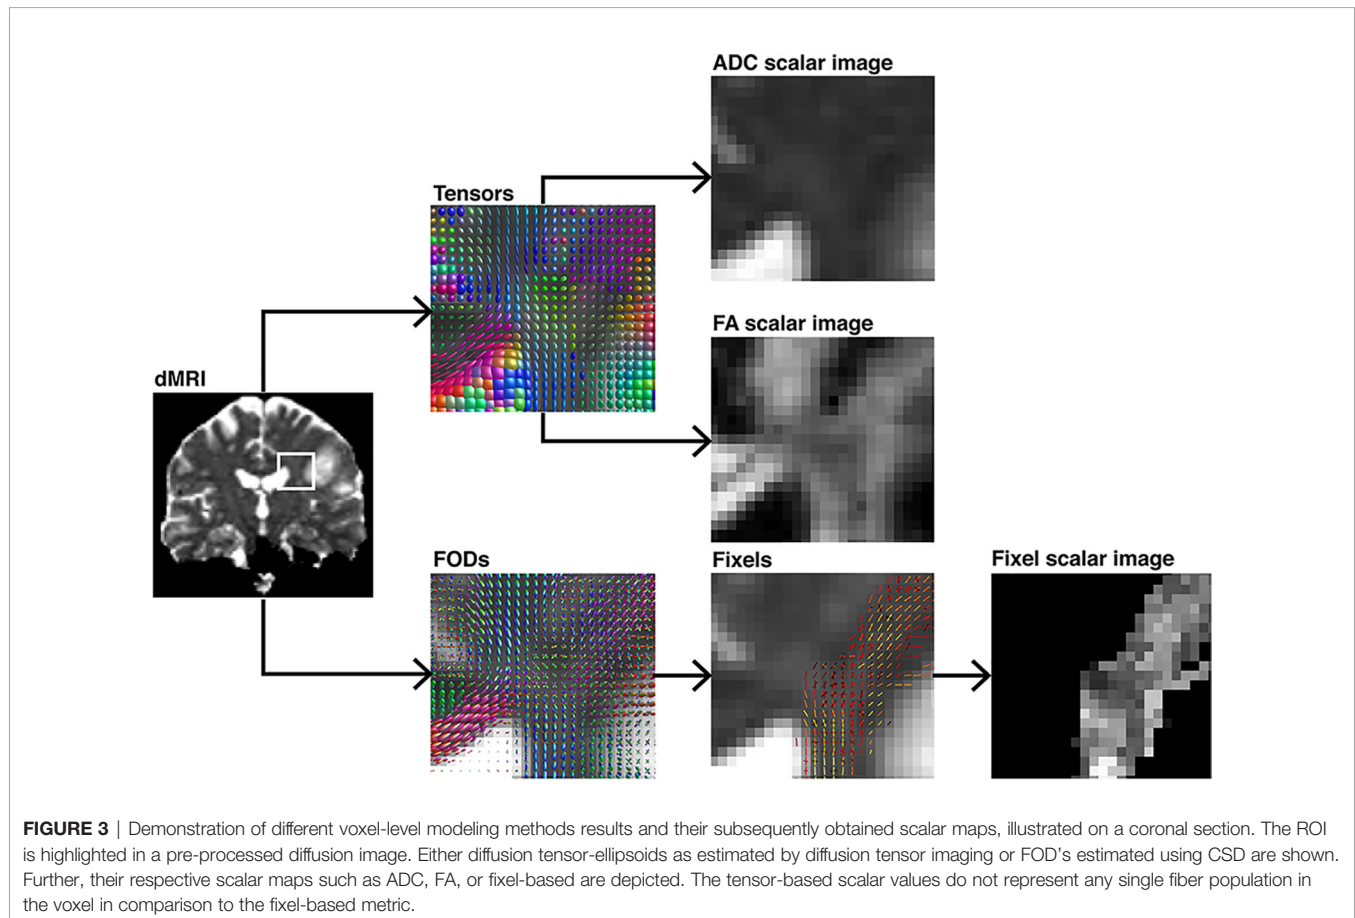 ADC scalar image
Tensors
FA scalar image
dMRI
FODs
Fixels
Fixel scalar image
FIGURE 3 | Demonstration of different voxel-level modeling methods results and their subsequently obtained scalar maps, illustrated on a coronal section. The ROI
is highlighted in a pre-processed diffusion image. Either diffusion tensor-ellipsoids as estimated by diffusion tensor imaging or FOD's estimated using CSD are shown.
Further, their respective scalar maps such as ADC, FA, or fixel-based are depicted. The tensor-based scalar values do not represent any single fiber population in
the voxel in comparison to the fixel-based metric.